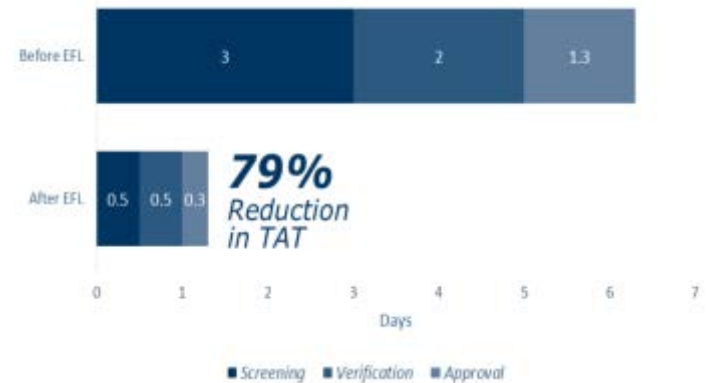 Before EFL
3
2
1.3
After EFL
0.5
0.5
0.3
79%
Reduction
in TAT
0
1
2
3
4
5
6
7
Days
Screening
Verification
Approval